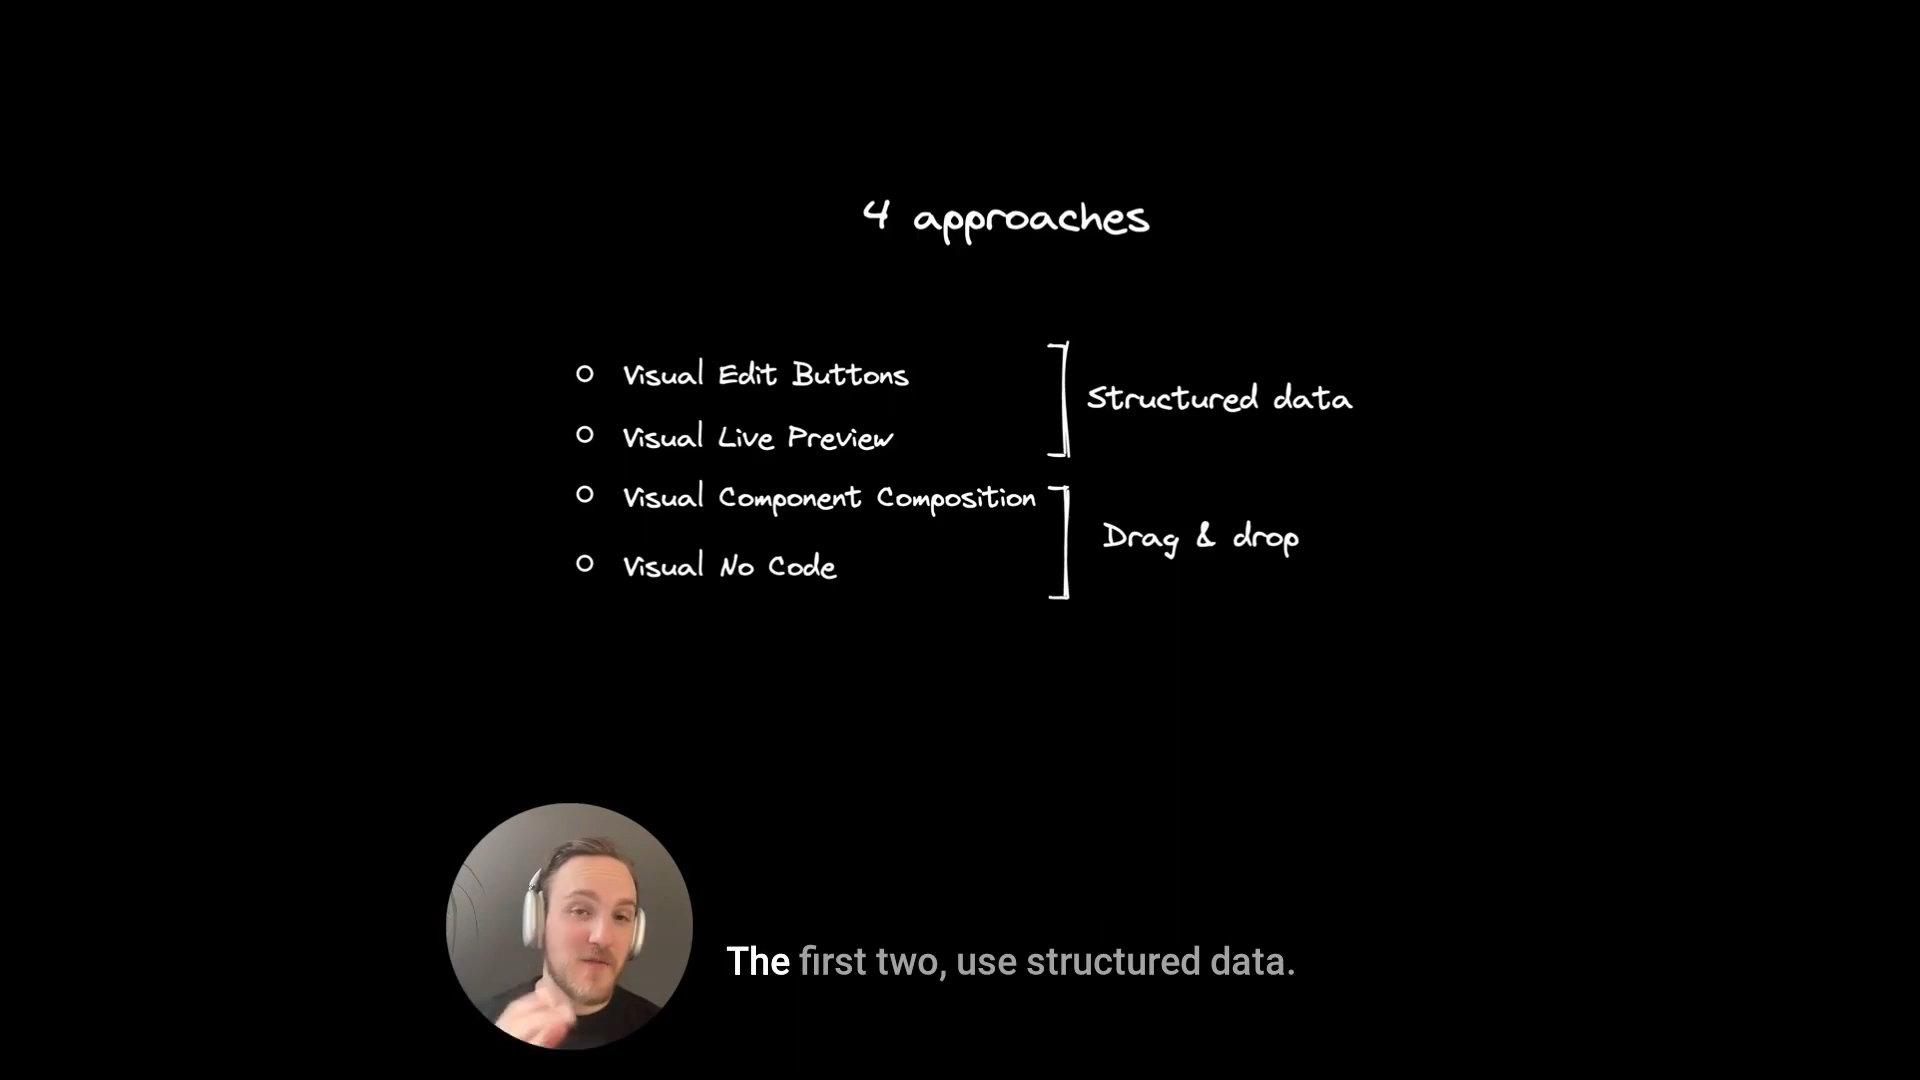 4 approaches
Visual Edit Buttons
Visual Live Preview
Structured data
Visual Component Composition
Visual No Code
Drag & drop
The first two, use structured data.